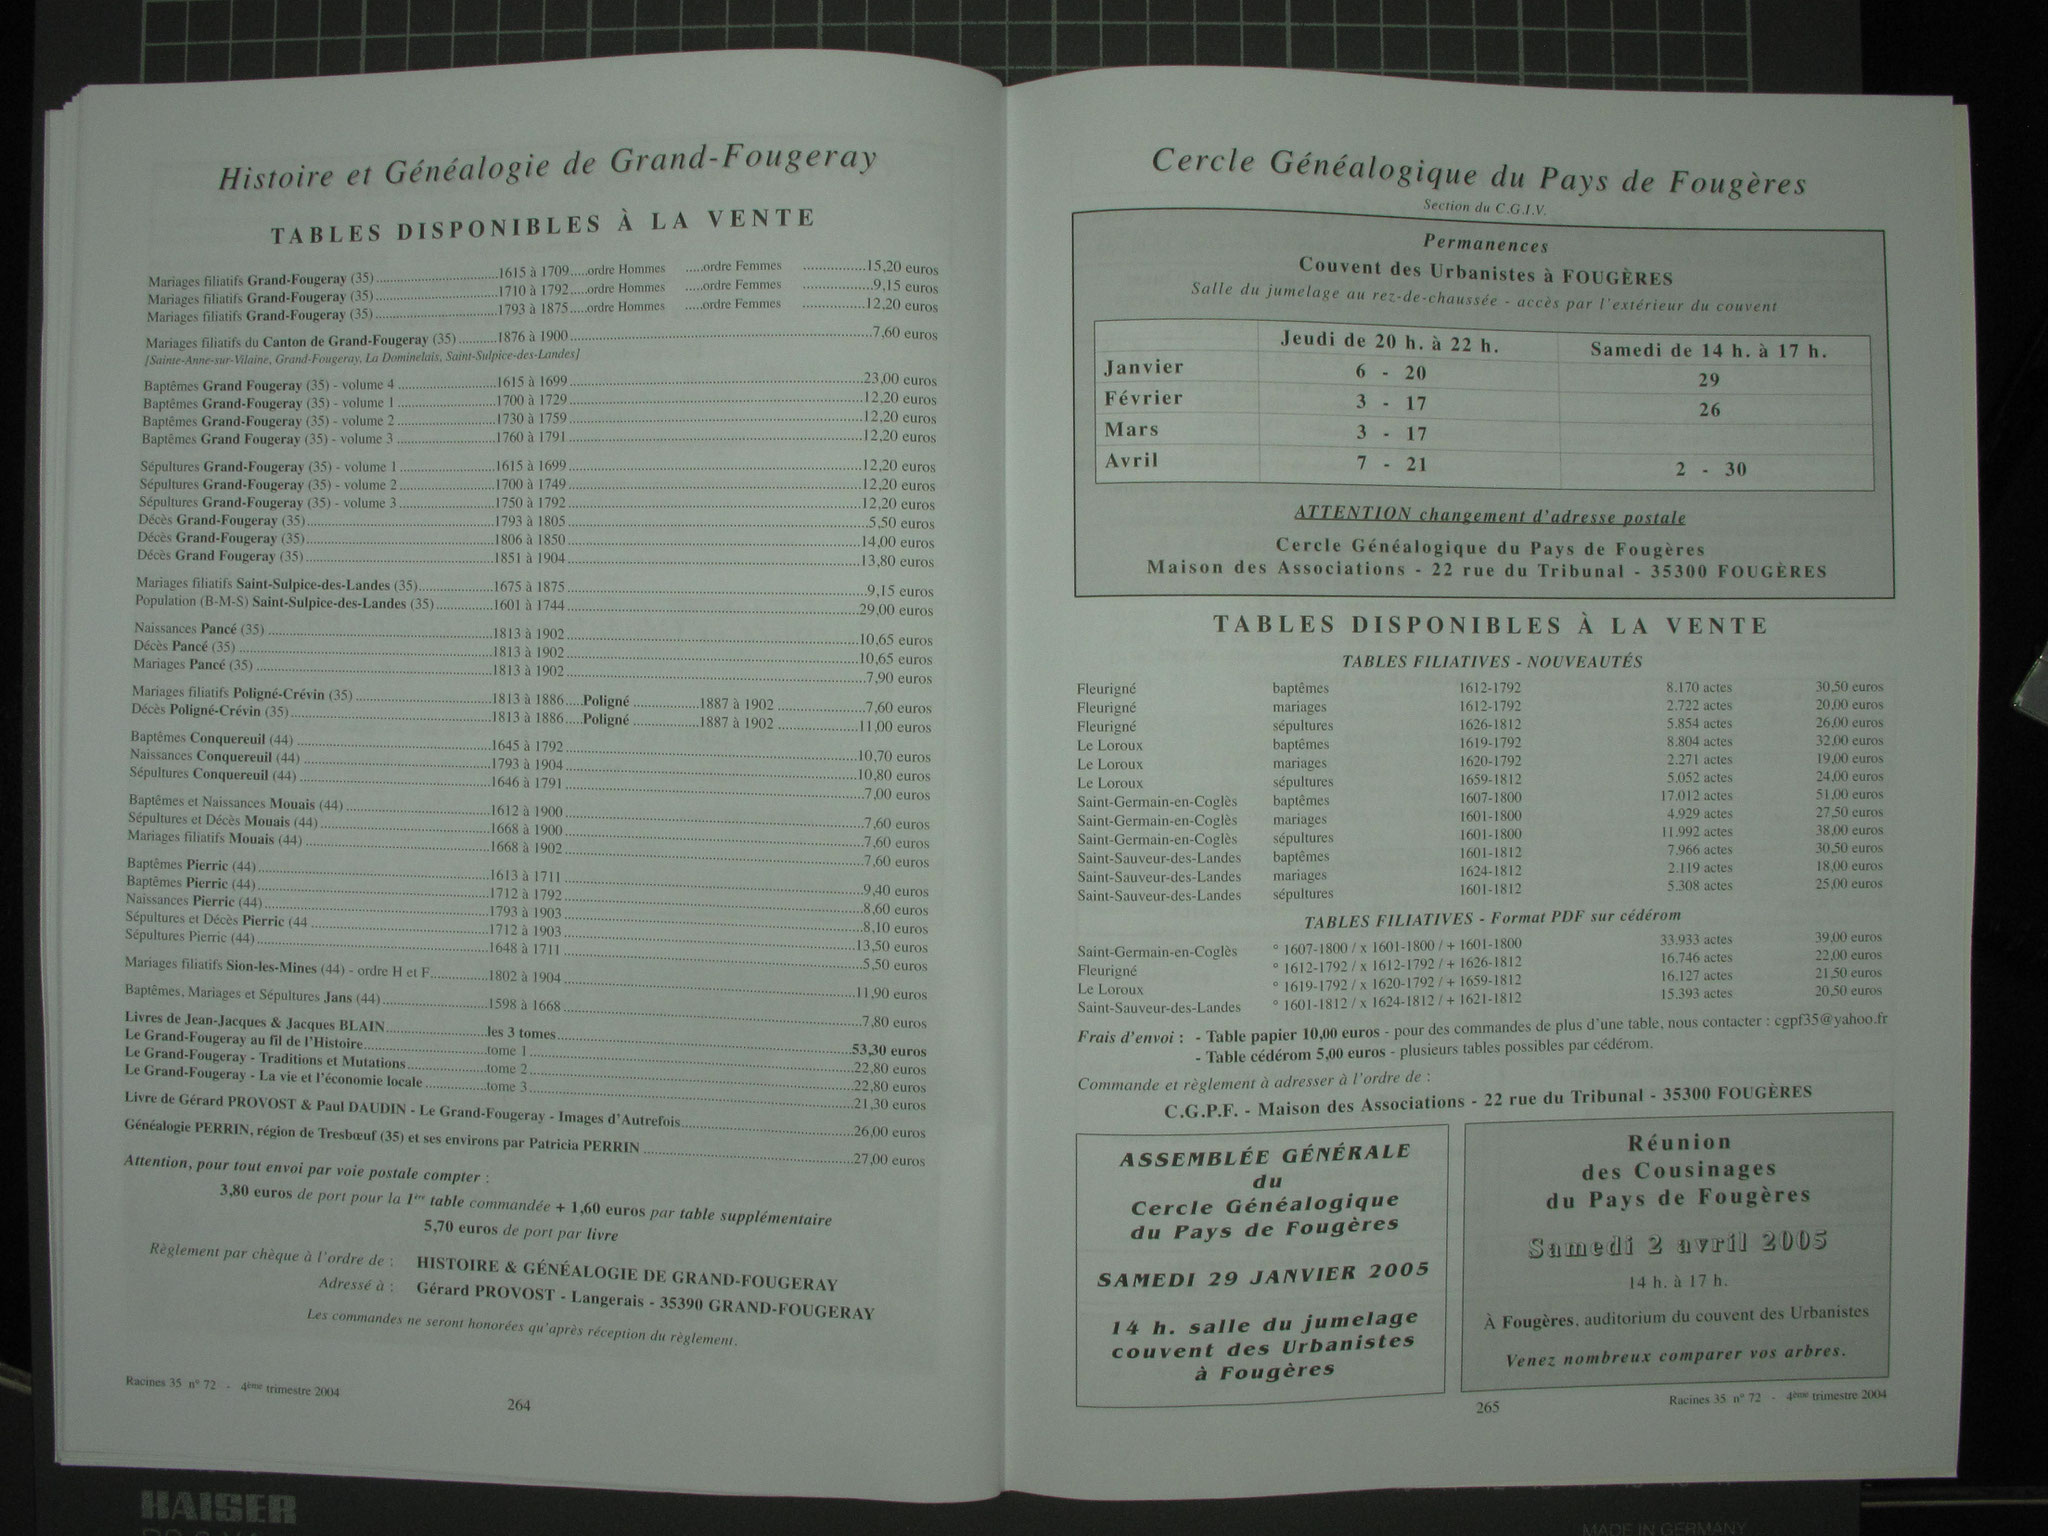 Histoire et Généalogie de Grand-Fougeray
TABLES DISPONIBLES À LA VENTE
Mariages filiatifs Grand-Fougeray (35)..............................1615 à 1709.....ordre Hommes .....ordre Femmes ................15,20 euros
Mariages filiatifs Grand-Fougeray (35)..............................1710 à 1792.....ordre Hommes .....ordre Femmes ................9,15 euros
Mariages filiatifs Grand-Fougeray (35)..............................1793 à 1875.....ordre Hommes .....ordre Femmes ................12,20 euros
Mariages filiatifs du Canton de Grand-Fougeray (35)..........1876 à 1900..............................7,60 euros
[Sainte-Anne-sur-Vilaine, Grand-Fougeray, La Dominelais, Saint-Sulpice-des-Landes]
Baptêmes Grand Fougeray (35) - volume 4..........1615 à 1699..............................23,00 euros
Baptêmes Grand-Fougeray (35) - volume 1..........1700 à 1729..............................12,20 euros
Baptêmes Grand-Fougeray (35) - volume 2..........1730 à 1759..............................12,20 euros
Baptêmes Grand Fougeray (35) - volume 3..........1760 à 1791..............................12,20 euros
Sépultures Grand-Fougeray (35) - volume 1..........1615 à 1699..............................12,20 euros
Sépultures Grand-Fougeray (35) - volume 2..........1700 à 1749..............................12,20 euros
Sépultures Grand-Fougeray (35) - volume 3..........1750 à 1792..............................12,20 euros
Décès Grand-Fougeray (35)..........1793 à 1805..............................5,50 euros
Décès Grand-Fougeray (35)..........1806 à 1850..............................14,00 euros
Décès Grand Fougeray (35)..........1851 à 1904..............................13,80 euros
Mariages filiatifs Saint-Sulpice-des-Landes (35)..........1675 à 1875..............................9,15 euros
Population (B-M-S) Saint-Sulpice-des-Landes (35)..........1601 à 1744..............................29,00 euros
Naissances Pancé (35)..........1813 à 1902..............................10,65 euros
Décès Pancé (35)..........1813 à 1902..............................10,65 euros
Mariages Pancé (35)..........1813 à 1902..............................7,90 euros
Mariages filiatifs Poligné-Crévin (35)..........1813 à 1886.....Poligné ..........1887 à 1902 ..........7,60 euros
Décès Poligné-Crévin (35)..........1813 à 1886.....Poligné ..........1887 à 1902 ..........11,00 euros
Baptêmes Conquereuil (44)..........1645 à 1792..............................10,70 euros
Naissances Conquereuil (44)..........1793 à 1904..............................10,80 euros
Sépultures Conquereuil (44)..........1646 à 1791..............................7,00 euros
Baptêmes et Naissances Mouais (44)..........1612 à 1900..............................7,60 euros
Sépultures et Décès Mouais (44)..........1668 à 1900..............................7,60 euros
Mariages filiatifs Mouais (44)..........1668 à 1902..............................7,60 euros
Baptêmes Pierric (44)..........1613 à 1711..............................9,40 euros
Baptêmes Pierric (44)..........1712 à 1792..............................8,60 euros
Naissances Pierric (44)..........1793 à 1903..............................8,10 euros
Sépultures et Décès Pierric (44..........1712 à 1903..............................13,50 euros
Sépultures Pierric (44)..........1648 à 1711..............................5,50 euros
Mariages filiatifs Sion-les-Mines (44) - ordre H et F..........1802 à 1904..............................11,90 euros
Baptêmes, Mariages et Sépultures Jans (44)..........1598 à 1668..............................7,80 euros
Livres de Jean-Jacques & Jacques BLAIN..........les 3 tomes..............................53,30 euros
Le Grand-Fougeray au fil de l'Histoire..........tome 1..............................22,80 euros
Le Grand-Fougeray - Traditions et Mutations..........tome 2..............................22,80 euros
Le Grand-Fougeray - La vie et l'économie locale..........tome 3..............................21,30 euros
Livre de Gérard PROVOST & Paul DAUDIN - Le Grand-Fougeray - Images d'Autrefois..........26,00 euros
Généalogie PERRIN, région de Tresbœuf (35) et ses environs par Patricia PERRIN..........27,00 euros
Attention, pour tout envoi par voie postale compter :
3,80 euros de port pour la 1ère table commandée + 1,60 euros par table supplémentaire
5,70 euros de port par livre
Règlement par chèque à l'ordre de : HISTOIRE & GÉNÉALOGIE DE GRAND-FOUGERAY
Adressé à : Gérard PROVOST - Langerais - 35390 GRAND-FOUGERAY
Les commandes ne seront honorées qu'après réception du règlement.
Racines 35 n° 72 - 4ème trimestre 2004
264
Cercle Généalogique du Pays de Fougères
Section du C.G.I.V.
Permanences
Couvent des Urbanistes à FOUGÈRES
Salle du jumelage au rez-de-chaussée - accès par l'extérieur du couvent
Jeudi de 20 h. à 22 h. Samedi de 14 h. à 17 h.
Janvier 6 - 20 29
Février 3 - 17 26
Mars 3 - 17
Avril 7 - 21 2 - 30
ATTENTION changement d'adresse postale
Cercle Généalogique du Pays de Fougères
Maison des Associations - 22 rue du Tribunal - 35300 FOUGÈRES
TABLES DISPONIBLES À LA VENTE
TABLES FILIATIVES - NOUVEAUTÉS
Fleurigné baptêmes 1612-1792 8.170 actes 30,50 euros
Fleurigné mariages 1612-1792 2.722 actes 20,00 euros
Fleurigné sépultures 1626-1812 5.854 actes 26,00 euros
Le Loroux baptêmes 1619-1792 8.804 actes 32,00 euros
Le Loroux mariages 1620-1792 2.271 actes 19,00 euros
Le Loroux sépultures 1659-1812 5.052 actes 24,00 euros
Saint-Germain-en-Coglès baptêmes 1607-1800 17.012 actes 51,00 euros
Saint-Germain-en-Coglès mariages 1601-1800 4.929 actes 27,50 euros
Saint-Germain-en-Coglès sépultures 1601-1800 11.992 actes 38,00 euros
Saint-Sauveur-des-Landes baptêmes 1601-1812 7.966 actes 30,50 euros
Saint-Sauveur-des-Landes mariages 1624-1812 2.119 actes 18,00 euros
Saint-Sauveur-des-Landes sépultures 1601-1812 5.308 actes 25,00 euros
TABLES FILIATIVES - Format PDF sur cédérom
Saint-Germain-en-Coglès ° 1607-1800 / x 1601-1800 / + 1601-1800 33.933 actes 39,00 euros
Fleurigné ° 1612-1792 / x 1612-1792 / + 1626-1812 16.746 actes 22,00 euros
Le Loroux ° 1619-1792 / x 1620-1792 / + 1659-1812 16.127 actes 21,50 euros
Saint-Sauveur-des-Landes ° 1601-1812 / x 1624-1812 / + 1621-1812 15.393 actes 20,50 euros
Frais d'envoi : - Table papier 10,00 euros - pour des commandes de plus d'une table, nous contacter : cgpf35@yahoo.fr
- Table cédérom 5,00 euros - plusieurs tables possibles par cédérom.
Commande et règlement à adresser à l'ordre de :
C.G.P.F. - Maison des Associations - 22 rue du Tribunal - 35300 FOUGÈRES
ASSEMBLÉE GÉNÉRALE
du
Cercle Généalogique
du Pays de Fougères
SAMEDI 29 JANVIER 2005
14 h. salle du jumelage
couvent des Urbanistes
à Fougères
Réunion
des Cousinages
du Pays de Fougères
Samedi 2 avril 2005
14 h. à 17 h.
À Fougères, auditorium du couvent des Urbanistes
Venez nombreux comparer vos arbres.
265
Racines 35 n° 72 - 4ème trimestre 2004
KAISER
MADE IN GERMANY